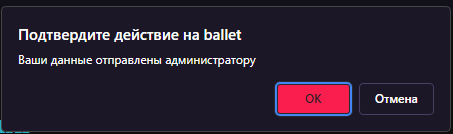 Подтвердите действие на ballet
Ваши данные отправлены администратору
OK
Отмена